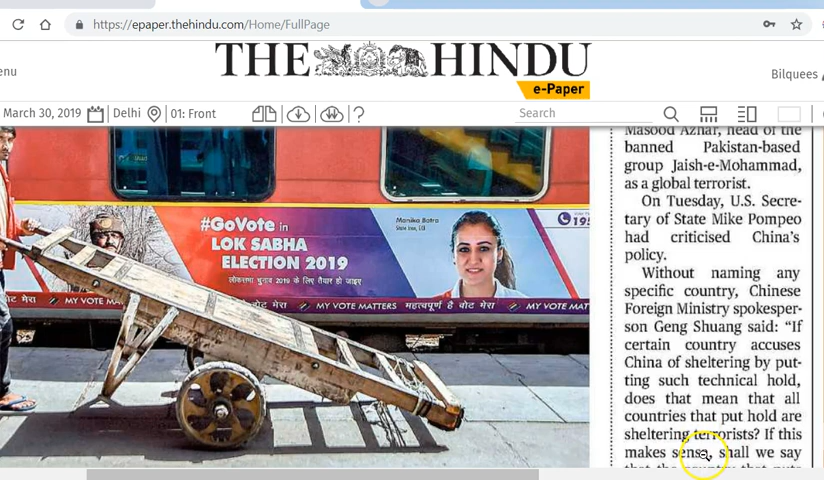 https://epaper.thehindu.com/Home/FullPage
THE HINDU
e-Paper
enu
Bilquees
March 30, 2019
Delhi
01: Front
Search
#GoVote in
LOK SABHA
ELECTION 2019
लोकसभा चुनाव 2019 के लिए तैयार हो जाइए
Manika Batra
195
मेरा
MY VOTE MA
वोट मेरा
MY VOTE MATTERS
महत्वपूर्ण है वोट मेरा
MY VOT
Masood Azhar, head of the
banned Pakistan-based
group Jaish-e-Mohammad,
as a global terrorist.
On Tuesday, U.S. Secre-
tary of State Mike Pompeo
had criticised China's
policy.
Without naming any
specific country, Chinese
Foreign Ministry spokesper-
son Geng Shuang said: "If
certain country accuses
China of sheltering by put-
ting such technical hold,
does that mean that all
countries that put hold are
sheltering terrorists? If this
makes sense, shall we say